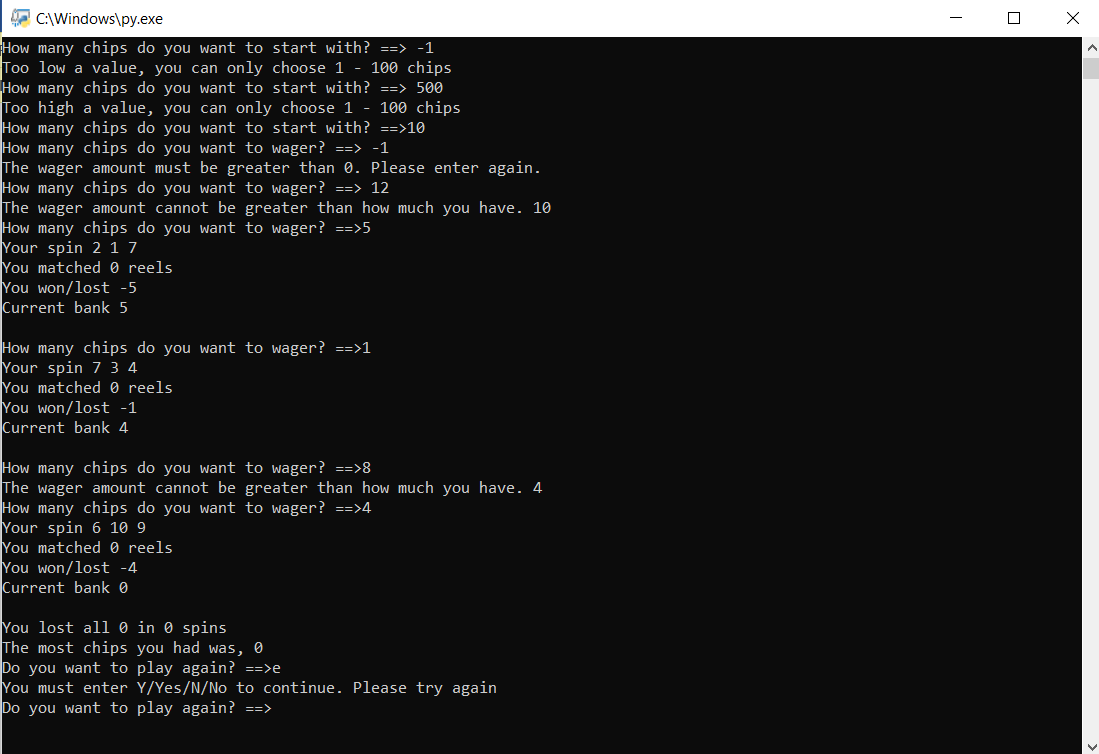 C:\Windows\py.exe
How many chips do you want to start with? ==> -1
Too low a value, you can only choose 1 - 100 chips
How many chips do you want to start with? ==> 500
Too high a value, you can only choose 1 - 100 chips
How many chips do you want to start with? ==>10
How many chips do you want to wager? ==> -1
The wager amount must be greater than 0. Please enter again.
How many chips do you want to wager? ==> 12
The wager amount cannot be greater than how much you have. 10
How many chips do you want to wager? ==>5
Your spin 2 1 7
You matched 0 reels
You won/lost -5
Current bank 5

How many chips do you want to wager? ==>1
Your spin 7 3 4
You matched 0 reels
You won/lost -1
Current bank 4

How many chips do you want to wager? ==>8
The wager amount cannot be greater than how much you have. 4
How many chips do you want to wager? ==>4
Your spin 6 10 9
You matched 0 reels
You won/lost -4
Current bank 0

You lost all 0 in 0 spins
The most chips you had was, 0
Do you want to play again? ==>e
You must enter Y/Yes/N/No to continue. Please try again
Do you want to play again? ==>